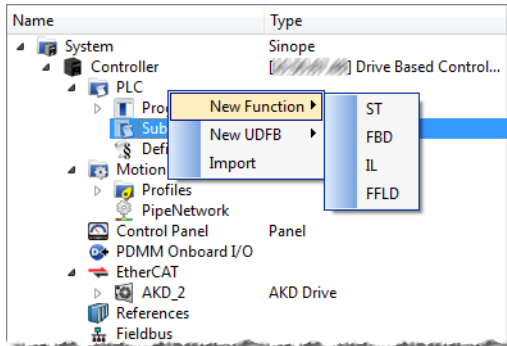 Name Type
System Sinope
Controller [ ] Drive Based Control...
PLC
New Function ST
Sub
New UDFB FBD
Import IL
FFLD
Motion
Profiles
PipeNetwork
Control Panel Panel
PDMM Onboard I/O
EtherCAT
AKD_2 AKD Drive
References
Fieldbus